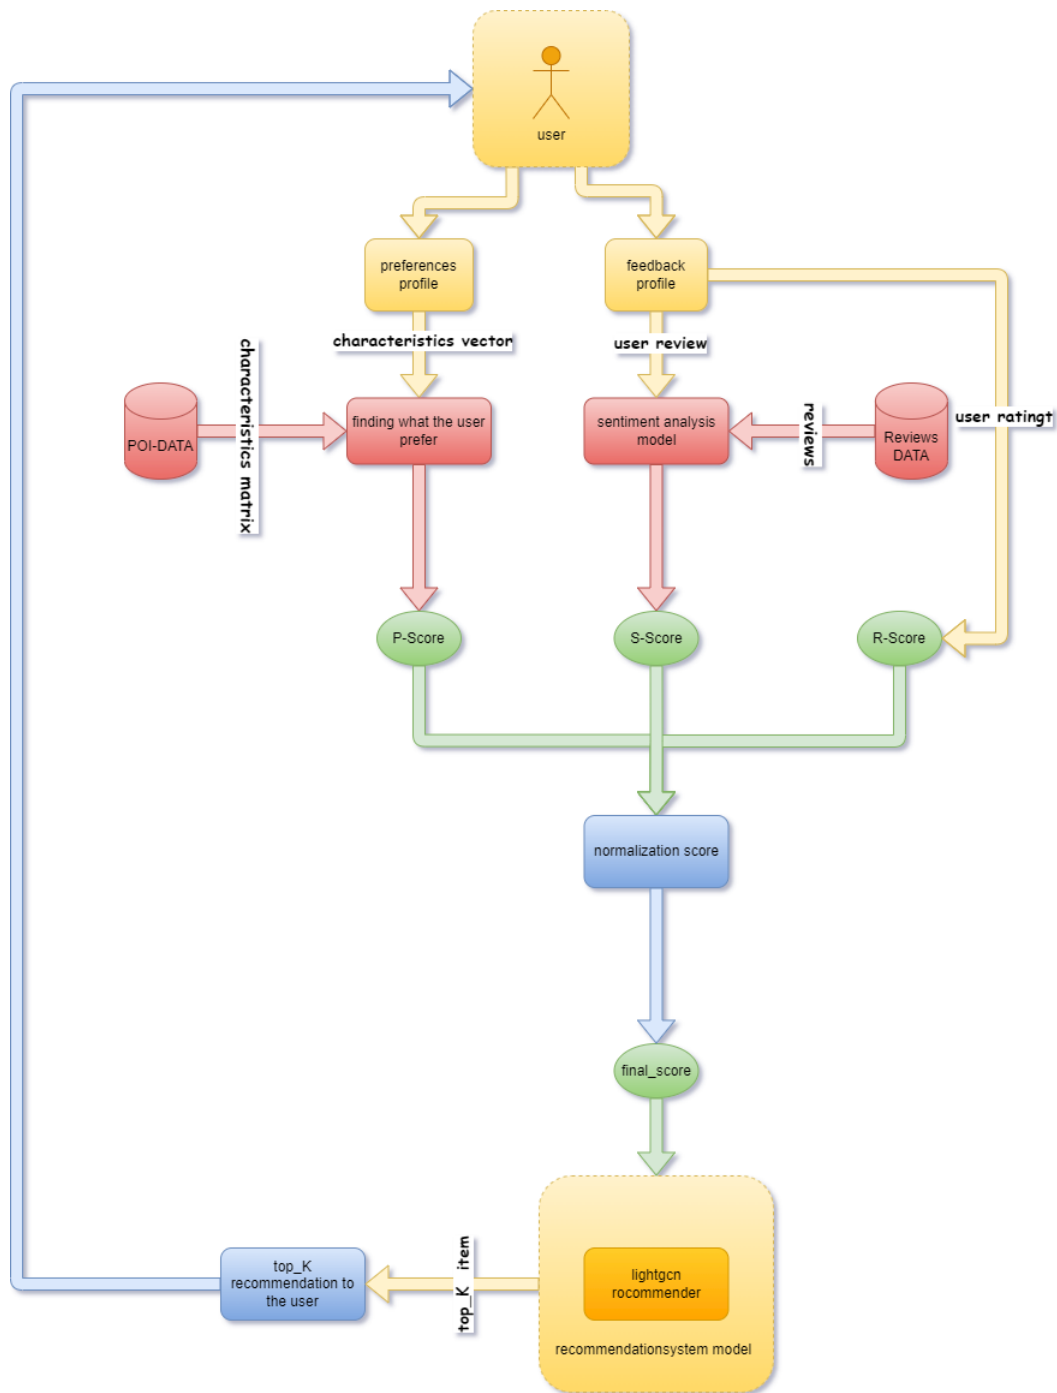 user
preferences
profile
feedback
profile
characteristics vector
user review
characteristics matrix
POI-DATA
finding what the user
prefer
sentiment analysis
model
reviews
Reviews
DATA
user ratingt
P-Score
S-Score
R-Score
normalization score
final_score
top_K
recommendation to
the user
top_K item
lightgcn
rocommender
recommendationsystem model